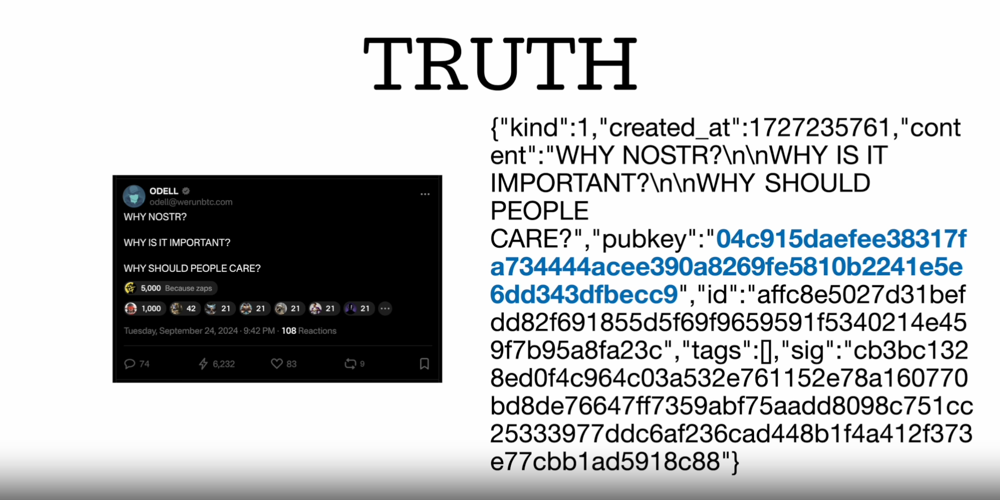 TRUTH
ODELL
odell@werunbtc.com
WHY NOSTR?
WHY IS IT IMPORTANT?
WHY SHOULD PEOPLE CARE?
5,000 Because zaps
1,000 42 21 21 21 21 21
Tuesday, September 24, 2024 · 9:42 PM · 108 Reactions
74 6,232 83 9
{"kind":1,"created_at":1727235761,"cont
ent":"WHY NOSTR?\n\nWHY IS IT
IMPORTANT?\n\nWHY SHOULD
PEOPLE
CARE?","pubkey":"04c915daefee38317f
a734444acee390a8269fe5810b2241e5e
6dd343dfbecc9","id":"affc8e5027d31bef
dd82f691855d5f69f9659591f5340214e45
9f7b95a8fa23c","tags":[],"sig":"cb3bc132
8ed0f4c964c03a532e761152e78a160770
bd8de76647ff7359abf75aadd8098c751cc
25333977ddc6af236cad448b1f4a412f373
e77cbb1ad5918c88"}